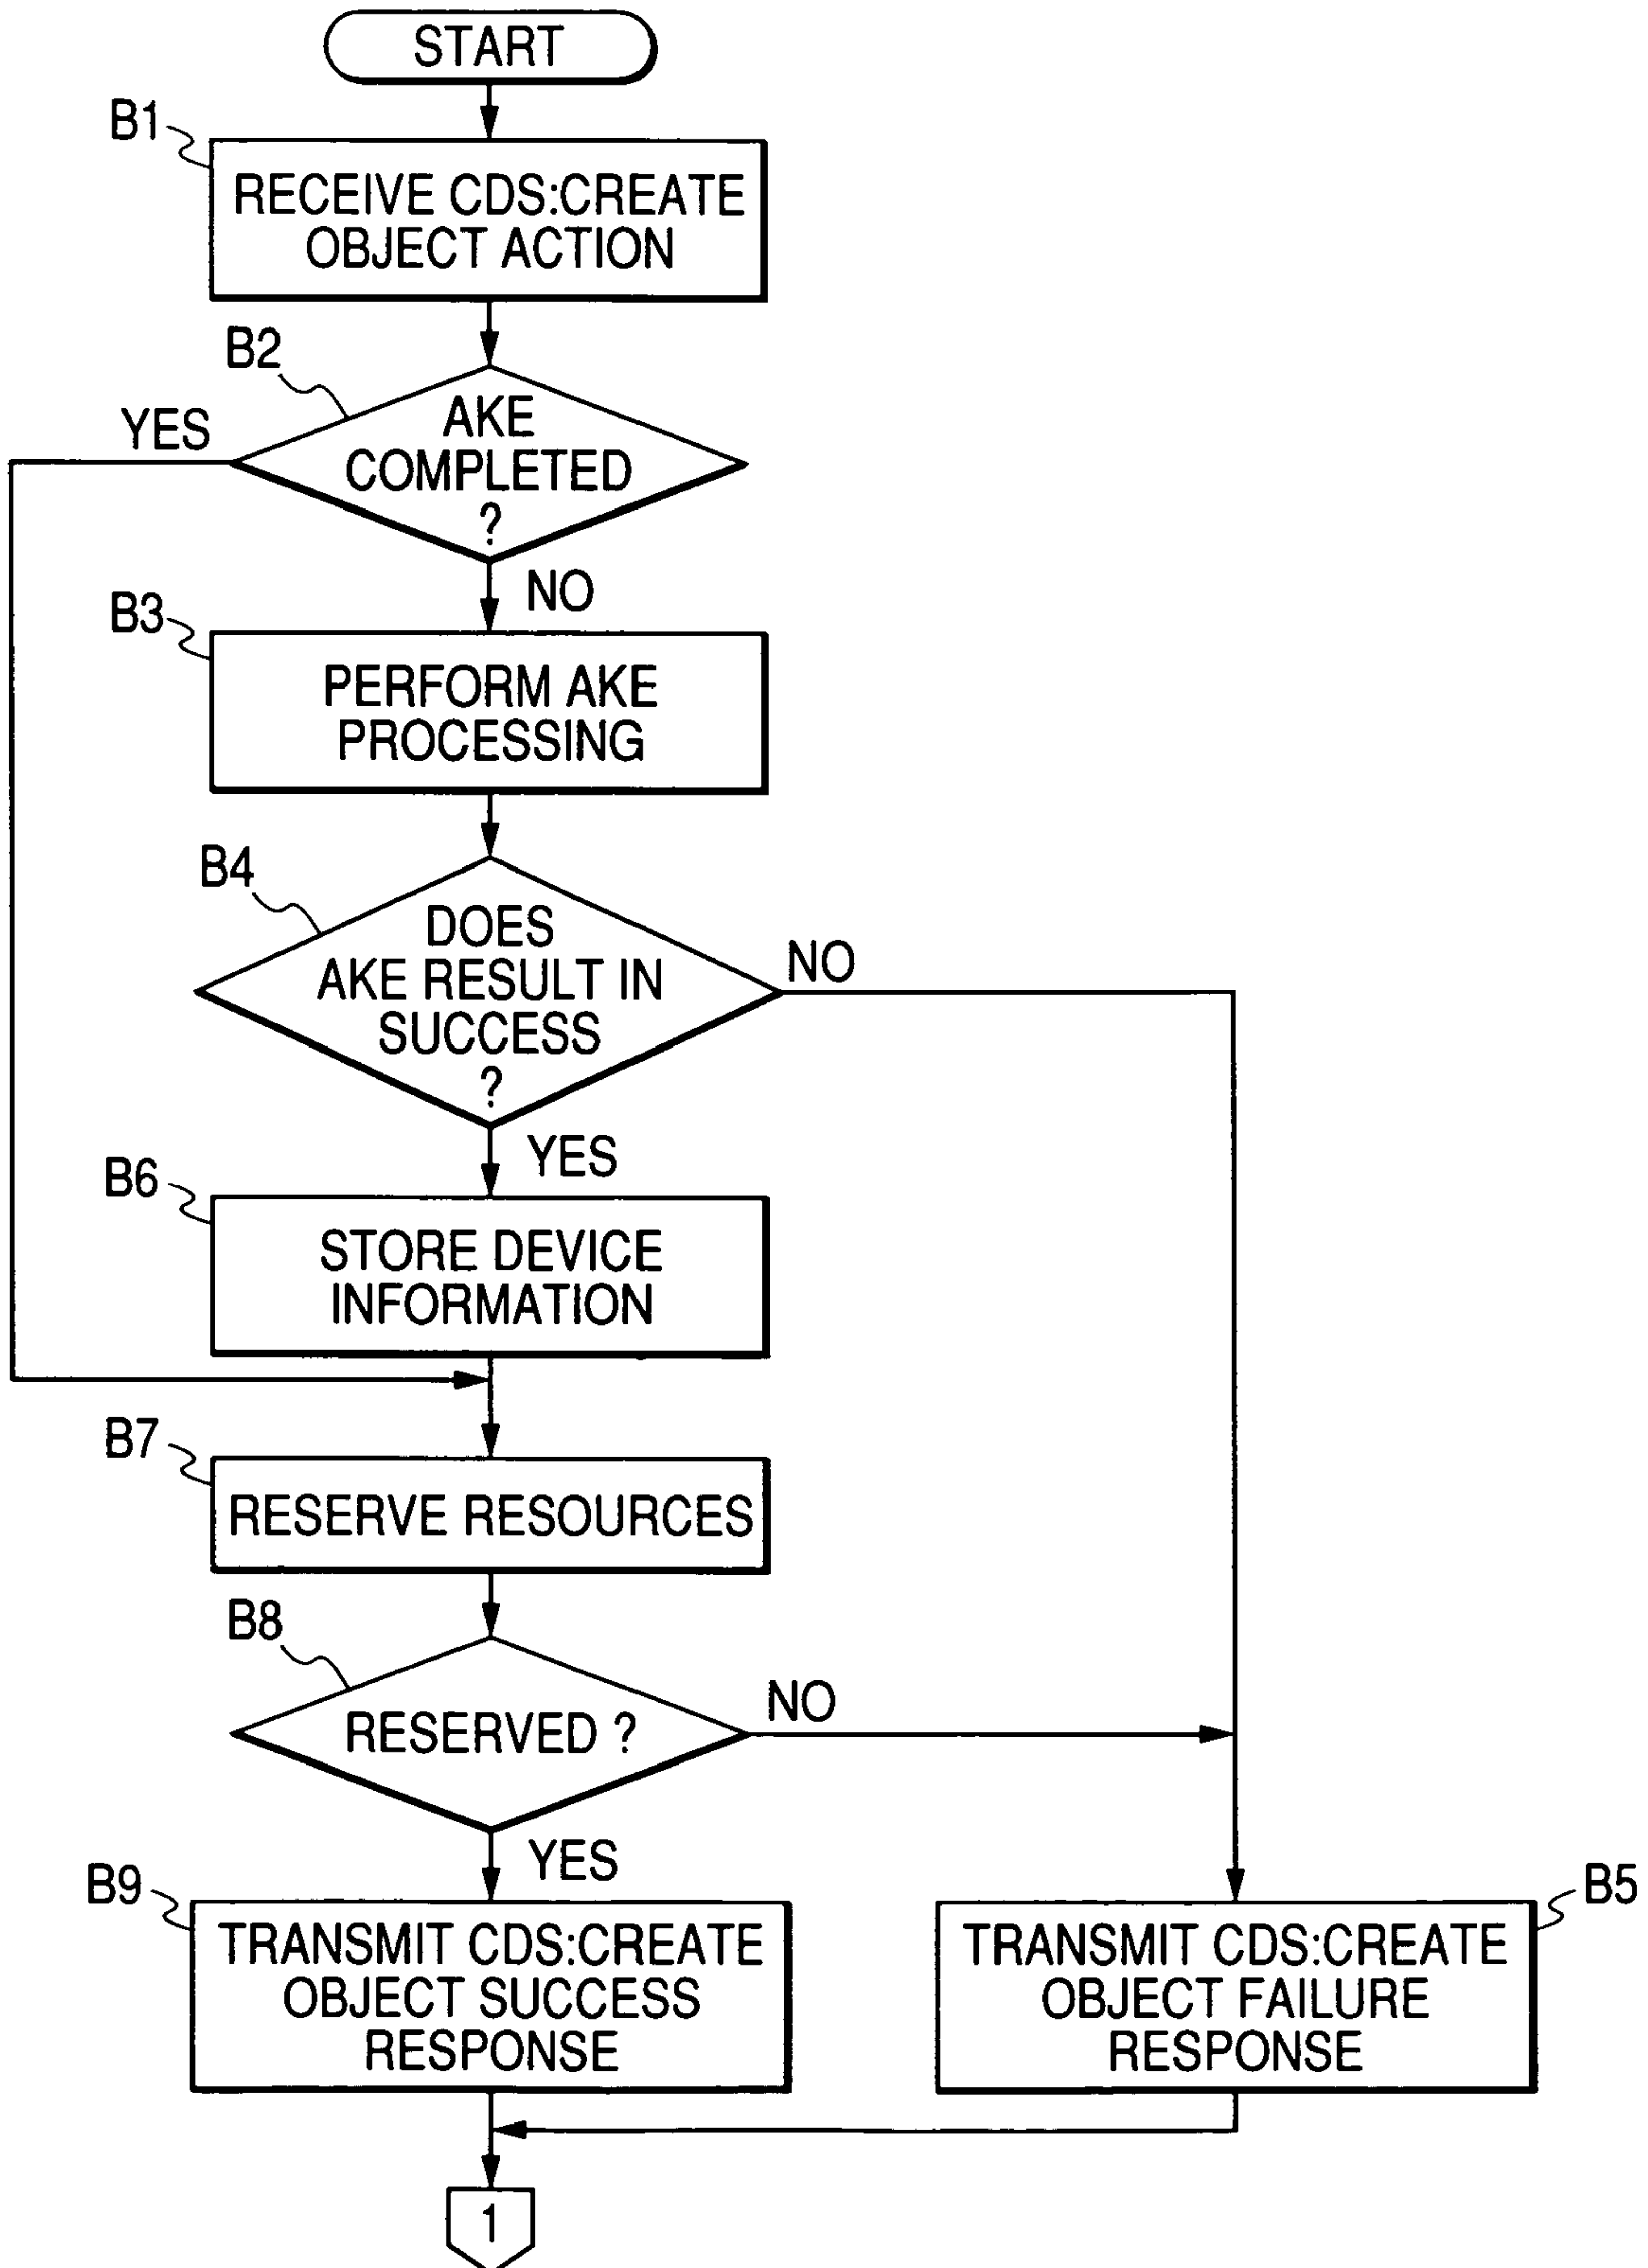 START
B1
RECEIVE CDS:CREATE
OBJECT ACTION
B2
YES
AKE
COMPLETED
?
NO
B3
PERFORM AKE
PROCESSING
B4
DOES
AKE RESULT IN
SUCCESS
?
NO
YES
B6
STORE DEVICE
INFORMATION
B7
RESERVE RESOURCES
B8
RESERVED ?
NO
YES
B9
TRANSMIT CDS:CREATE
OBJECT SUCCESS
RESPONSE
B5
TRANSMIT CDS:CREATE
OBJECT FAILURE
RESPONSE
1